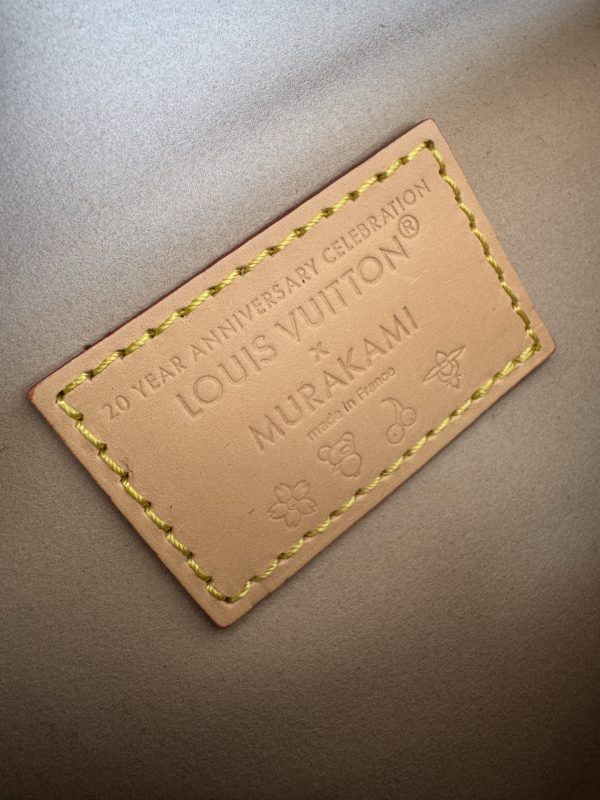 20 YEAR ANNIVERSARY CELEBRATION
LOUIS VUITTON®
x
MURAKAMI
made in France